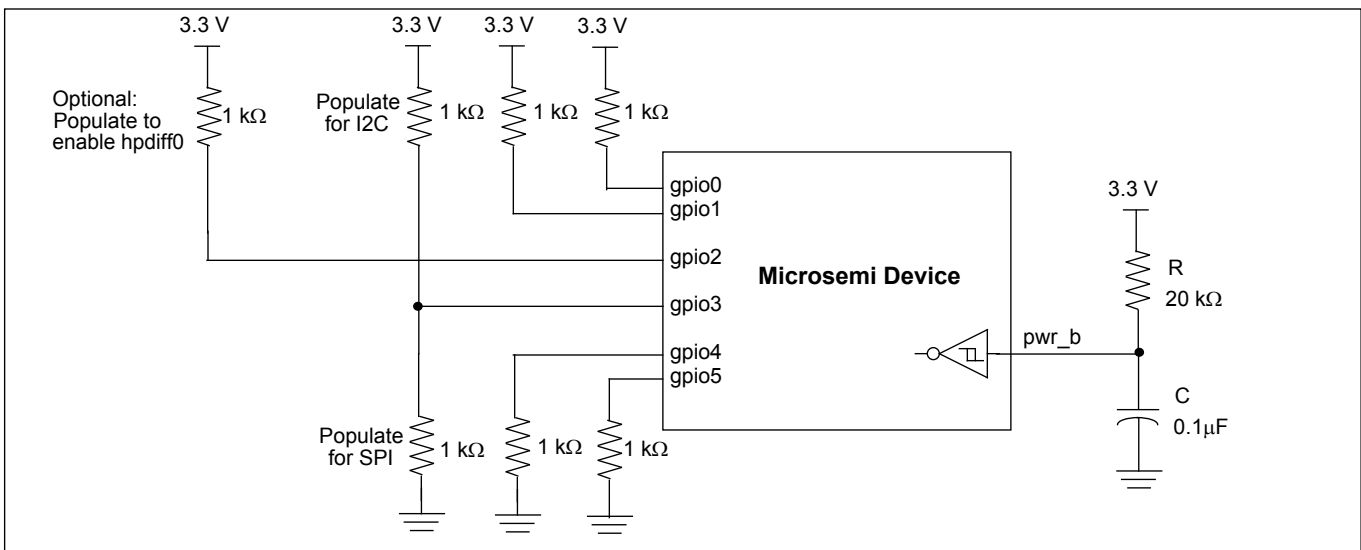 3.3 V
3.3 V
3.3 V
3.3 V
Optional:
Populate to
enable hpdiff0
1 kΩ
Populate
for I2C
1 kΩ
1 kΩ
1 kΩ
gpio0
gpio1
gpio2
gpio3
gpio4
gpio5
Microsemi Device
pwr_b
3.3 V
R
20 kΩ
C
0.1μF
Populate
for SPI
1 kΩ
1 kΩ
1 kΩ